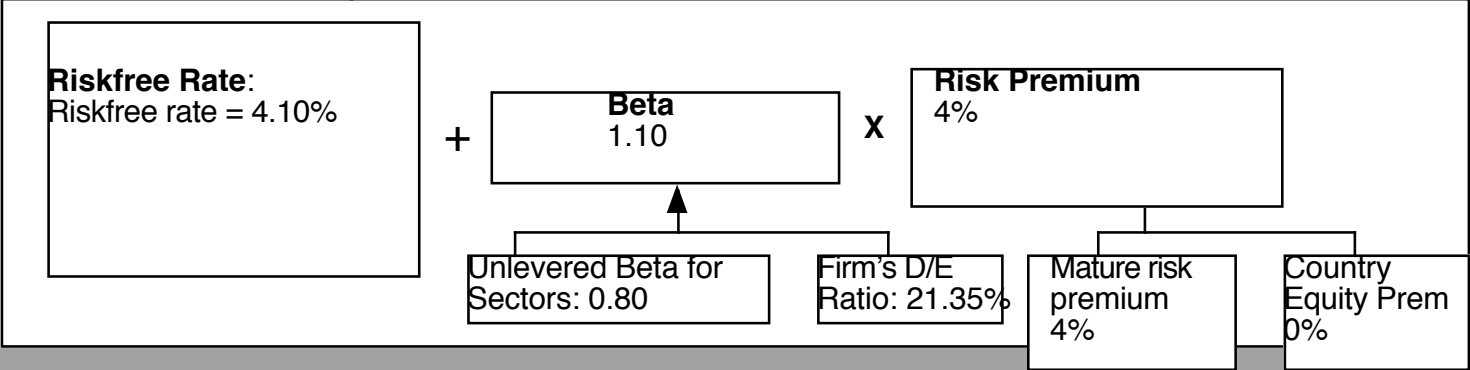 Riskfree Rate:
Riskfree rate = 4.10%
+
Beta
1.10
X
Risk Premium
4%
Unlevered Beta for
Sectors: 0.80
Firm's D/E
Ratio: 21.35%
Mature risk
premium
4%
Country
Equity Prem
0%